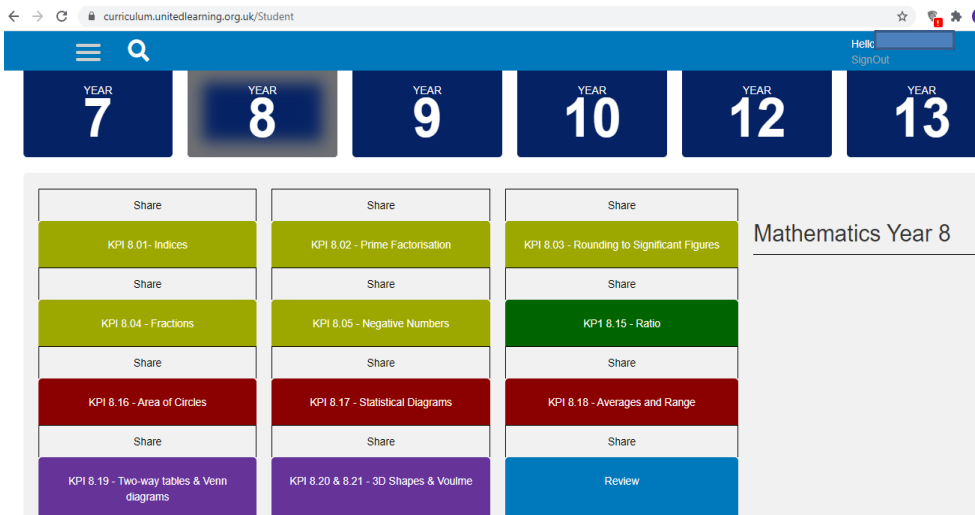 curriculum.unitedlearning.org.uk/Student
Hello
SignOut
YEAR YEAR YEAR YEAR YEAR YEAR
7 8 9 10 12 13
Share Share Share
KPI 8.01- Indices KPI 8.02 - Prime Factorisation KPI 8.03 - Rounding to Significant Figures
Mathematics Year 8
Share Share Share
KPI 8.04 - Fractions KPI 8.05 - Negative Numbers KP1 8.15 - Ratio
Share Share Share
KPI 8.16 - Area of Circles KPI 8.17 - Statistical Diagrams KPI 8.18 - Averages and Range
Share Share Share
KPI 8.19 - Two-way tables & Venn
diagrams
KPI 8.20 & 8.21 - 3D Shapes & Voulme Review